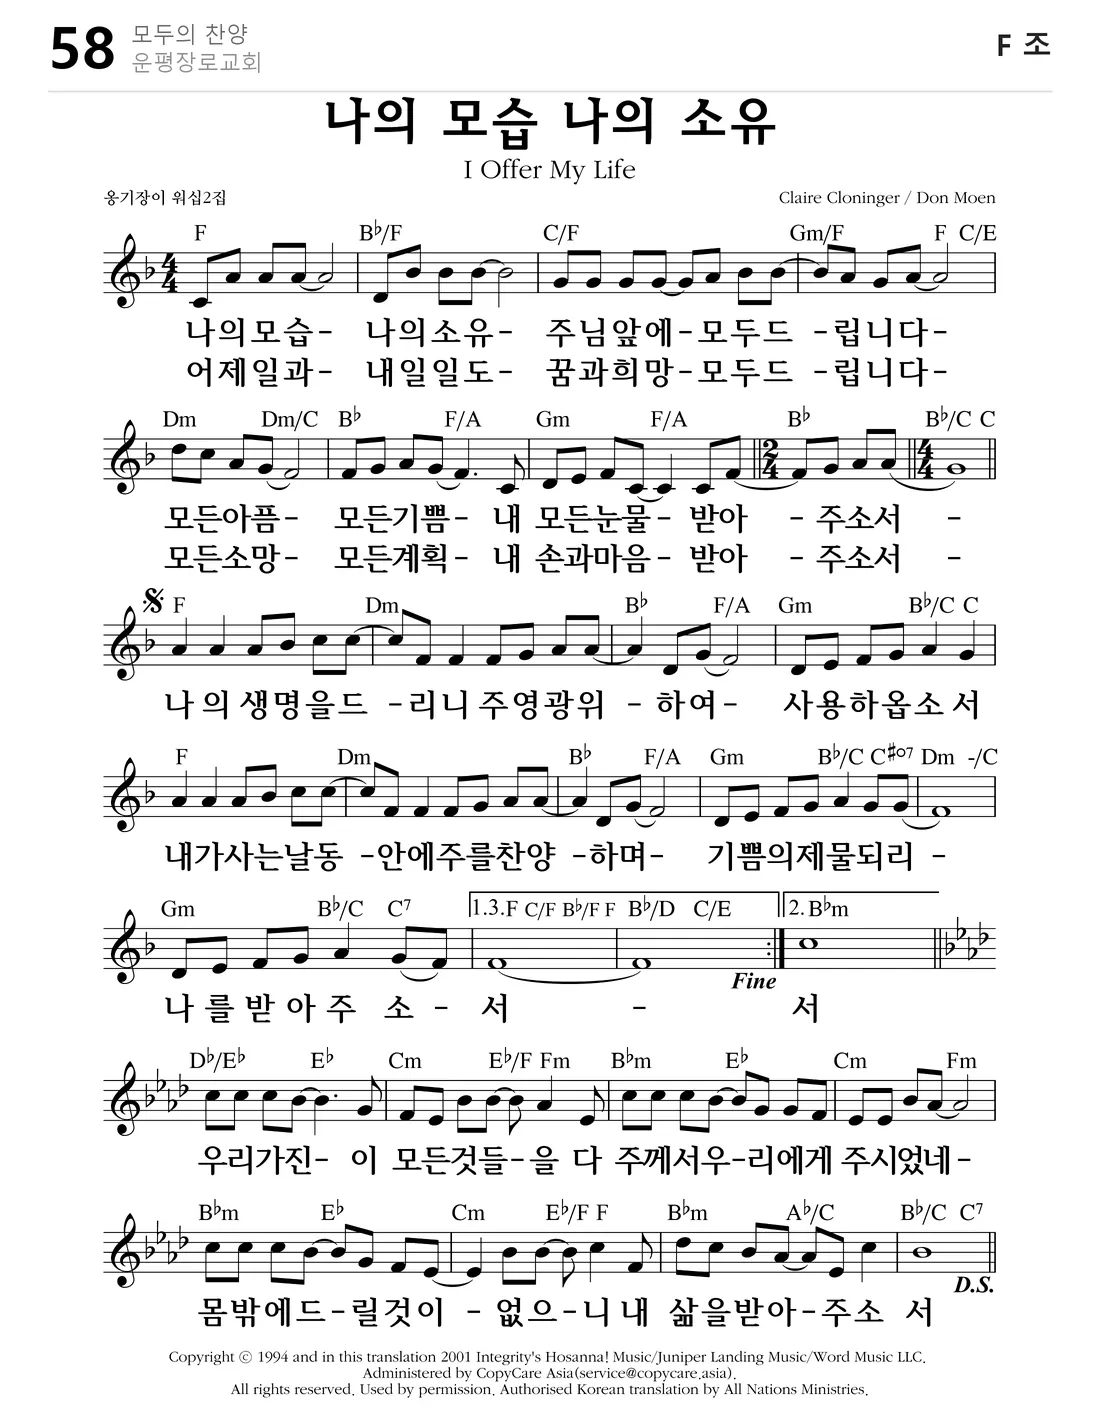 58 모두의 찬양
운평장로교회
F 조
나의 모습 나의 소유
I Offer My Life
옹기장이 워십2집
Claire Cloninger / Don Moen
F B♭/F C/F Gm/F F C/E
나의모습- 나의소유- 주님앞에-모두드 -립니다-
어제일과- 내일일도- 꿈과희망-모두드 -립니다-
Dm Dm/C B♭ F/A Gm F/A B♭ B♭/C C
모든아픔- 모든기쁨- 내 모든눈물- 받아 - 주소서 -
모든소망- 모든계획- 내 손과마음- 받아 - 주소서 -
F Dm B♭ F/A Gm B♭/C C
나의생명을드 -리니주영광위 -하여- 사용하옵소서
F Dm B♭ F/A Gm B♭/C C♯o7 Dm -/C
내가사는날동 -안에주를찬양 -하며- 기쁨의제물되리 -
Gm B♭/C C7 1.3.F C/F B♭/F F B♭/D C/E 2. B♭m
Fine
나를받아주 소 - 서 - 서
D♭/E♭ E♭ Cm E♭/F Fm B♭m E♭ Cm Fm
우리가진- 이 모든것들-을 다 주께서우-리에게 주시었네-
B♭m E♭ Cm E♭/F F B♭m A♭/C B♭/C C7
D.S.
몸밖에드-릴것이 -없으-니내 삶을받아-주소 서
Copyright ⓒ 1994 and in this translation 2001 Integrity's Hosanna! Music/Juniper Landing Music/Word Music LLC.
Administered by CopyCare Asia(service@copycare.asia).
All rights reserved. Used by permission. Authorised Korean translation by All Nations Ministries.